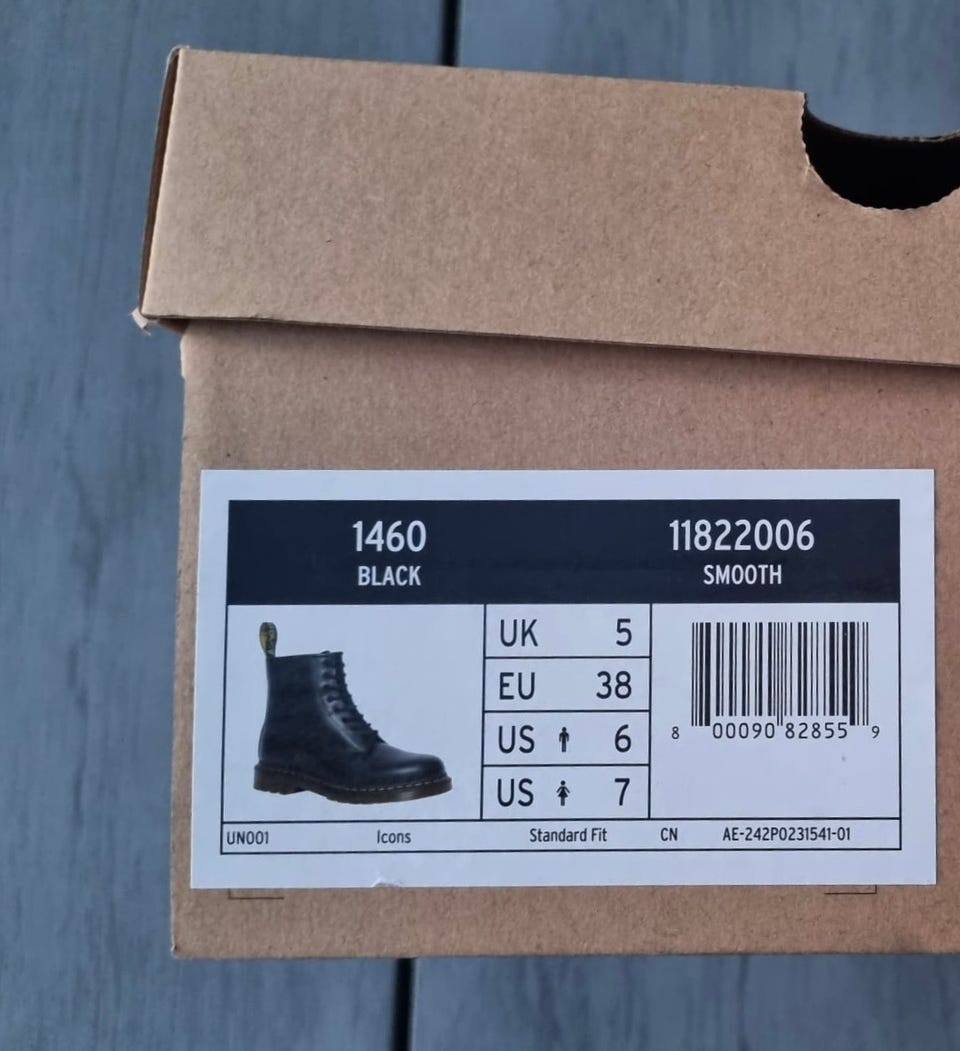 1460
BLACK
11822006
SMOOTH
UK 5
EU 38
US 6
US 7
8 00090 82855 9
UN001 Icons Standard Fit CN AE-242P0231541-01